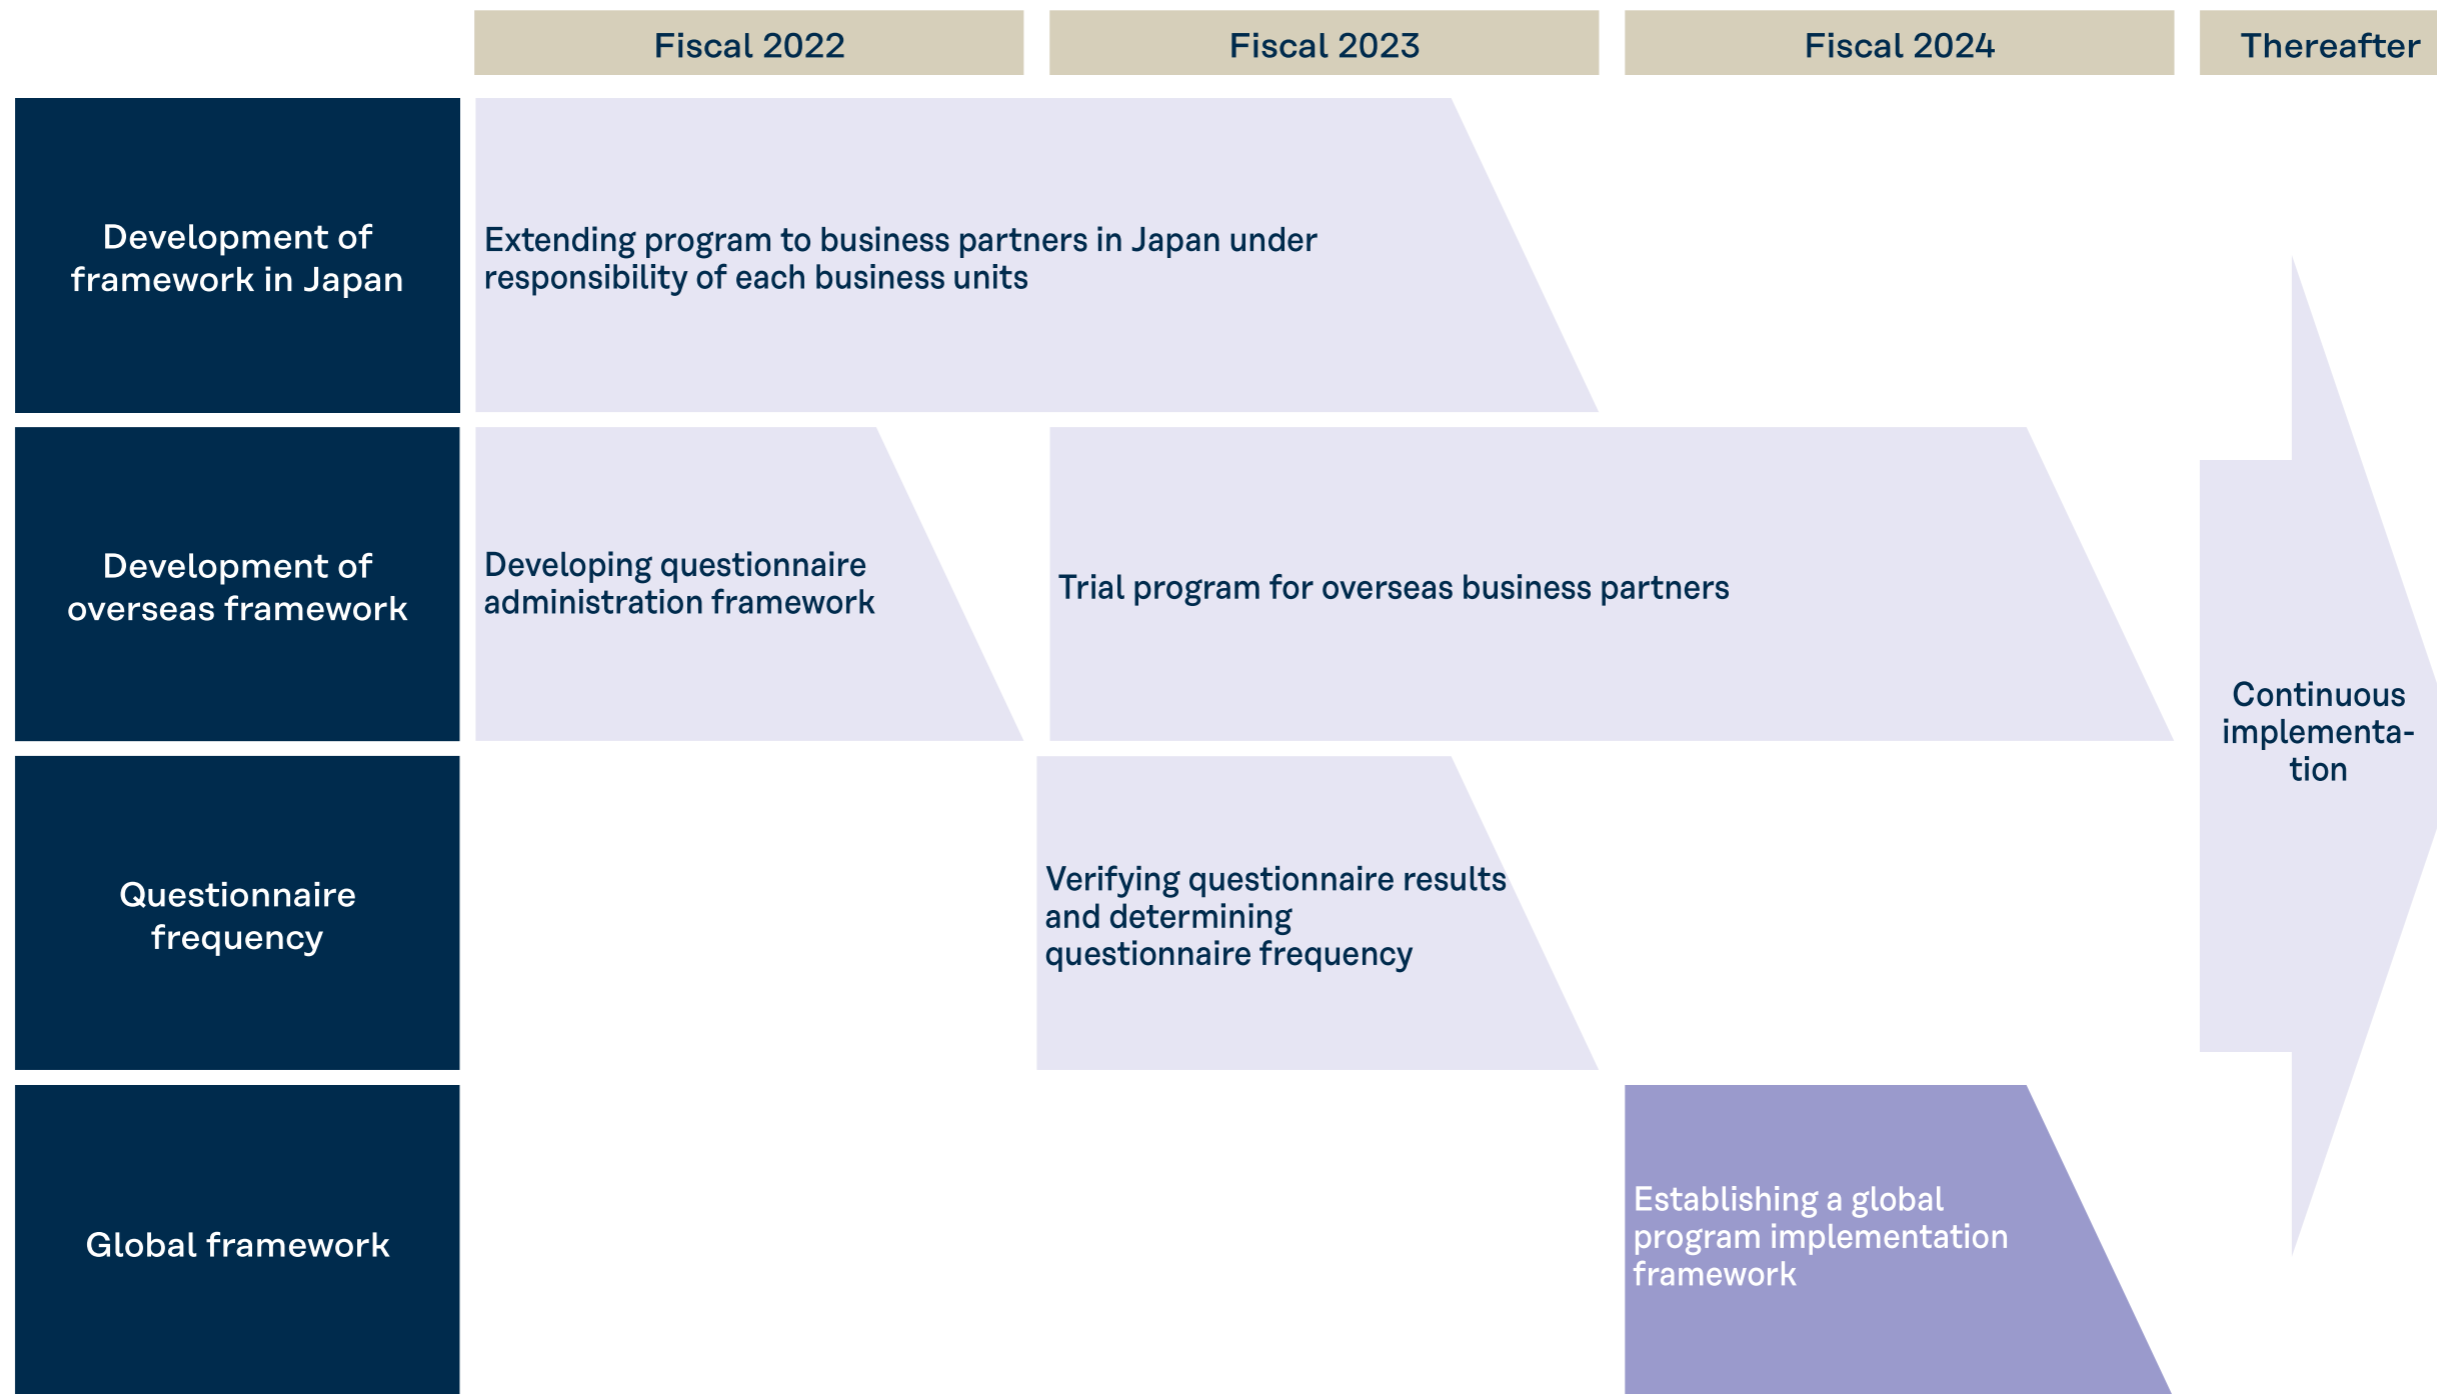 Fiscal 2022
Fiscal 2023
Fiscal 2024
Thereafter
Development of
framework in Japan
Extending program to business partners in Japan under
responsibility of each business units
Development of
overseas framework
Developing questionnaire
administration framework
Trial program for overseas business partners
Continuous
implementa-
tion
Questionnaire
frequency
Verifying questionnaire results
and determining
questionnaire frequency
Global framework
Establishing a global
program implementation
framework